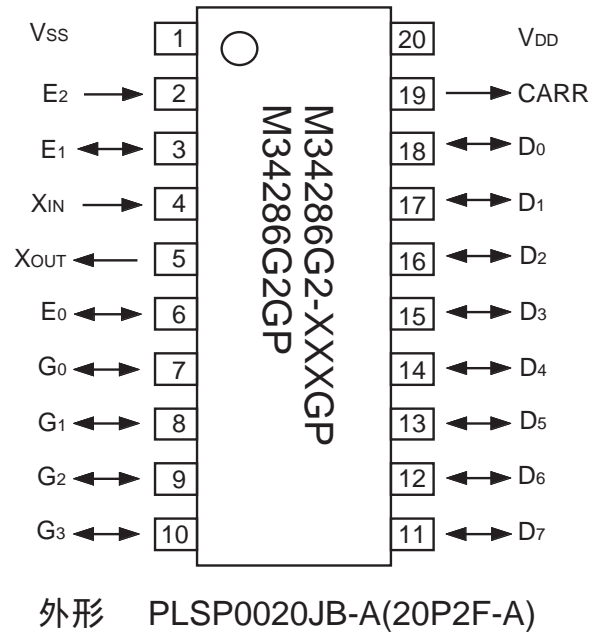 VSS 1 20 VDD
E2 2 19 CARR
E1 3 18 D0
XIN 4 17 D1
XOUT 5 16 D2
E0 6 15 D3
G0 7 14 D4
G1 8 13 D5
G2 9 12 D6
G3 10 11 D7
M34286G2-XXXGP
M34286G2GP
外形 PLSP0020JB-A(20P2F-A)